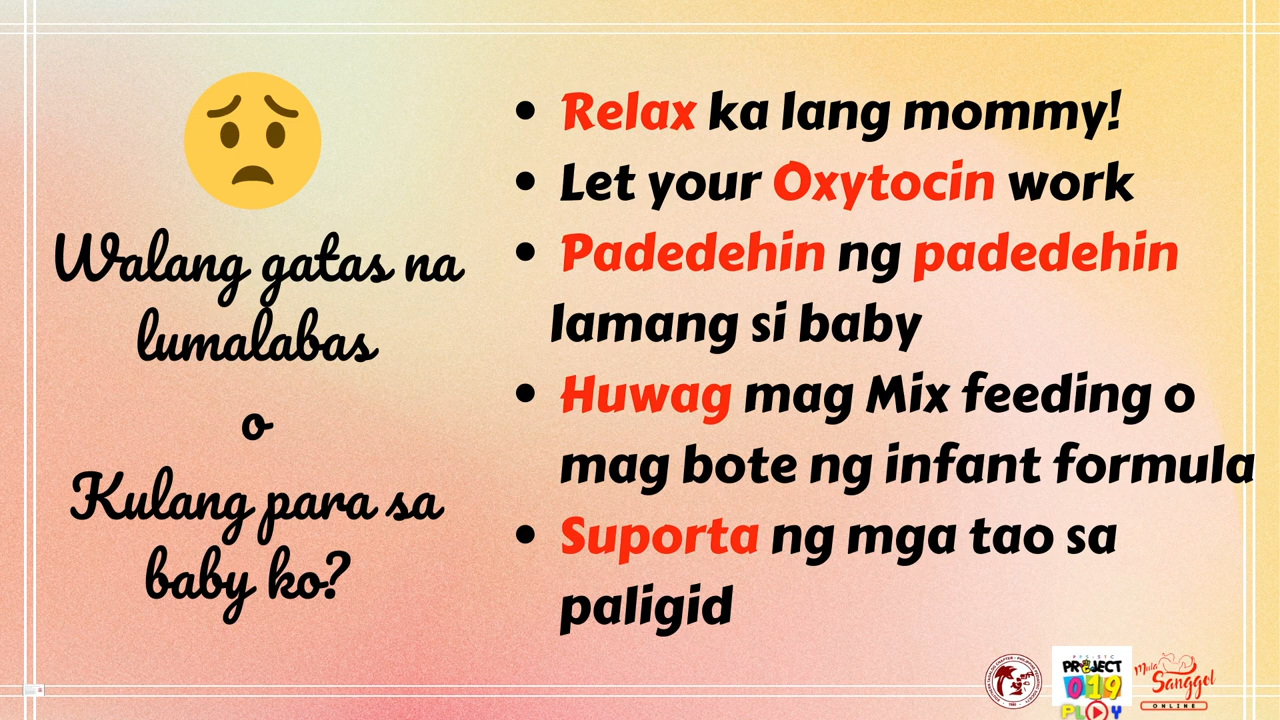 Walang gatas na
lumalabas
o
Kulang para sa
baby ko?
• Relax ka lang mommy!
• Let your Oxytocin work
• Padedehin ng padedehin
lamang si baby
• Huwag mag Mix feeding o
mag bote ng infant formula
• Suporta ng mga tao sa
paligid
PROJECT
019
PLAY
Mula
Sanggol
ONLINE